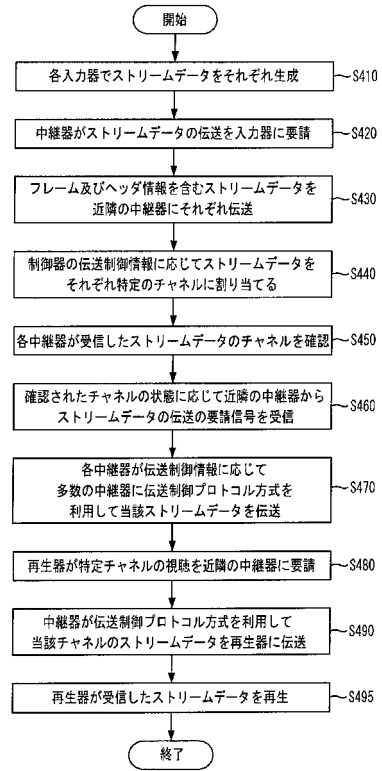 開始
各入力器でストリームデータをそれぞれ生成
S410
中継器がストリームデータの伝送を入力器に要請
S420
フレーム及びヘッダ情報を含むストリームデータを
近隣の中継器にそれぞれ伝送
S430
制御器の伝送制御情報に応じてストリームデータを
それぞれ特定のチャネルに割り当てる
S440
各中継器が受信したストリームデータのチャネルを確認
S450
確認されたチャネルの状態に応じて近隣の中継器から
ストリームデータの伝送の要請信号を受信
S460
各中継器が伝送制御情報に応じて
多数の中継に伝送制御プロトコル方式を
利用して当該ストリームデータを伝送
S470
再生器が特定チャネルの視聴を近隣の中継器に要請
S480
中継器が伝送制御プロトコル方式を利用して
当該チャネルのストリームデータを再生器に伝送
S490
再生器が受信したストリームデータを再生
S495
終了